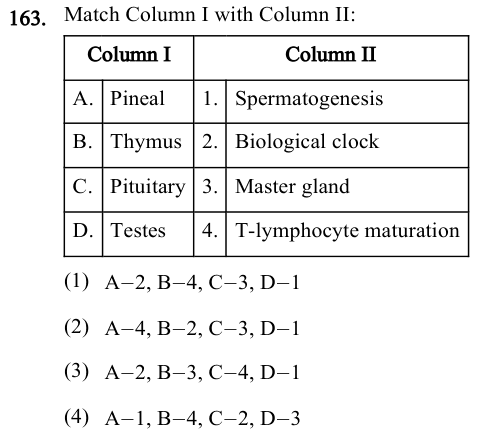 163. Match Column I with Column II:
Column I Column II
A. Pineal 1. Spermatogenesis
B. Thymus 2. Biological clock
C. Pituitary 3. Master gland
D. Testes 4. T-lymphocyte maturation
(1) A–2, B–4, C–3, D–1
(2) A–4, B–2, C–3, D–1
(3) A–2, B–3, C–4, D–1
(4) A–1, B–4, C–2, D–3